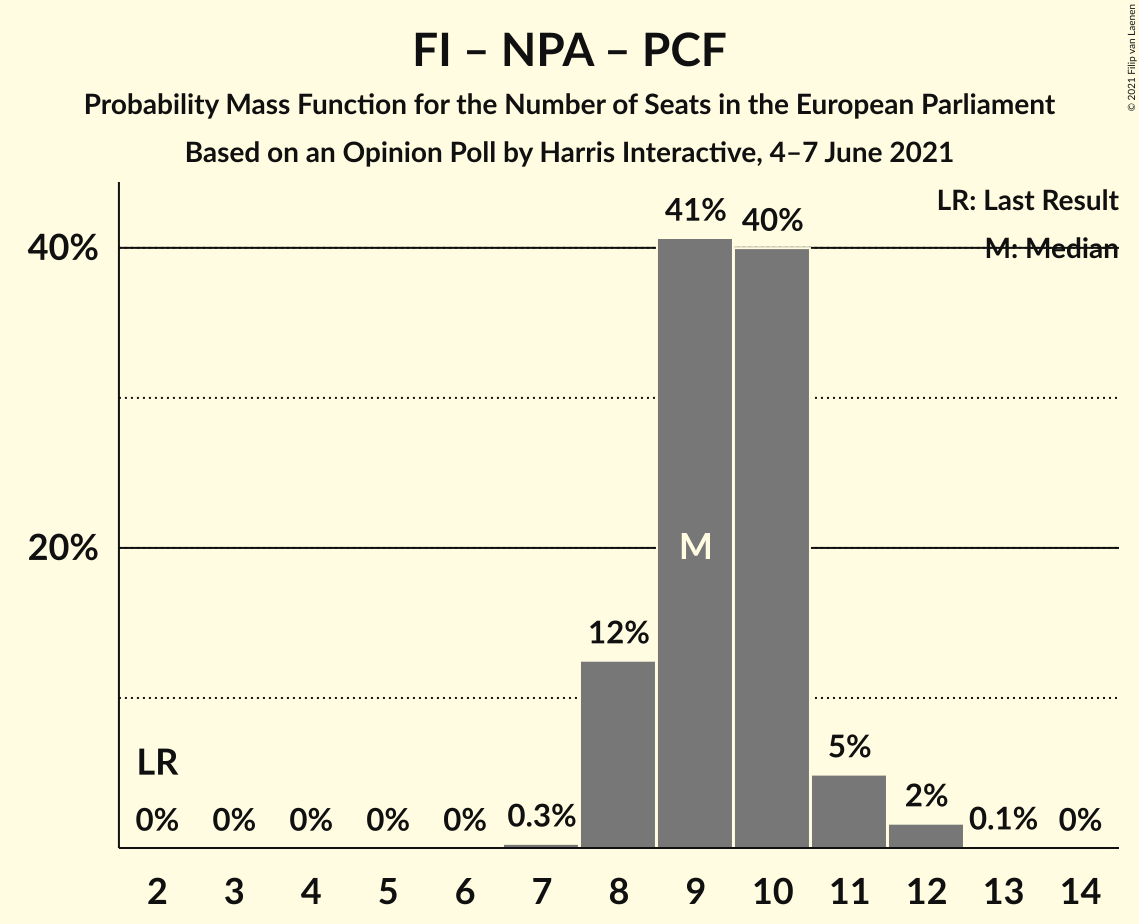 FI – NPA – PCF
Probability Mass Function for the Number of Seats in the European Parliament
Based on an Opinion Poll by Harris Interactive, 4–7 June 2021
© 2021 Filip van Laenen
LR: Last Result
M: Median
41%
40%
40%
20%
M
12%
LR
5%
2%
0%
0%
0%
0%
0%
0.3%
0.1%
0%
2 3 4 5 6 7 8 9 10 11 12 13 14